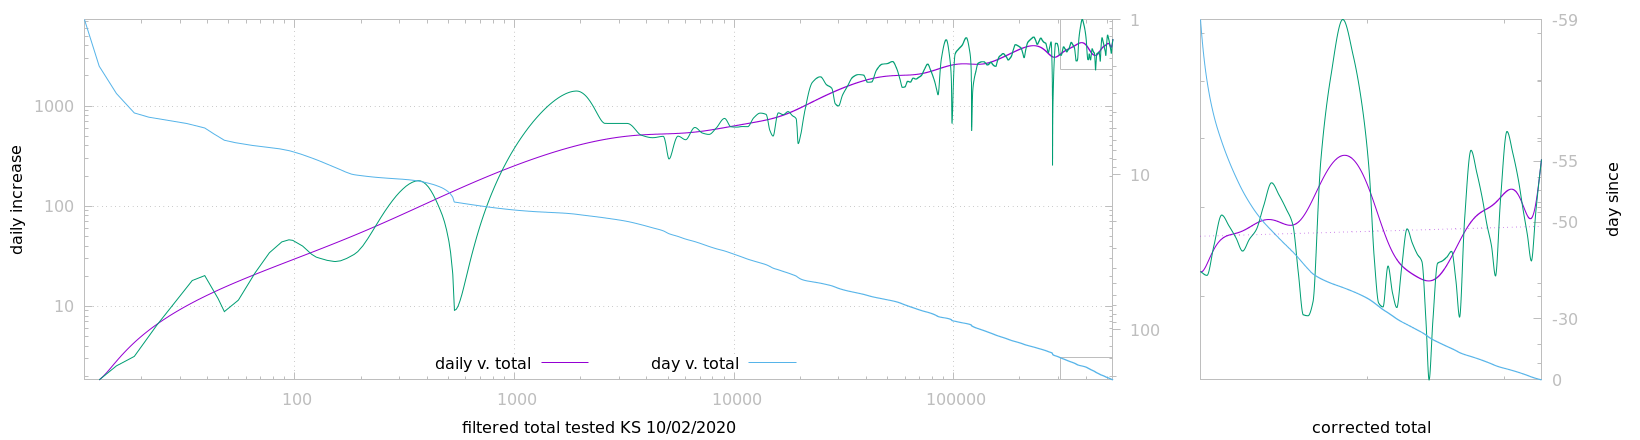 daily increase
1000
100
10
1
10
100
daily v. total
day v. total
100
1000
10000
100000
filtered total tested KS 10/02/2020
-59
-55
-50
-30
0
day since
corrected total